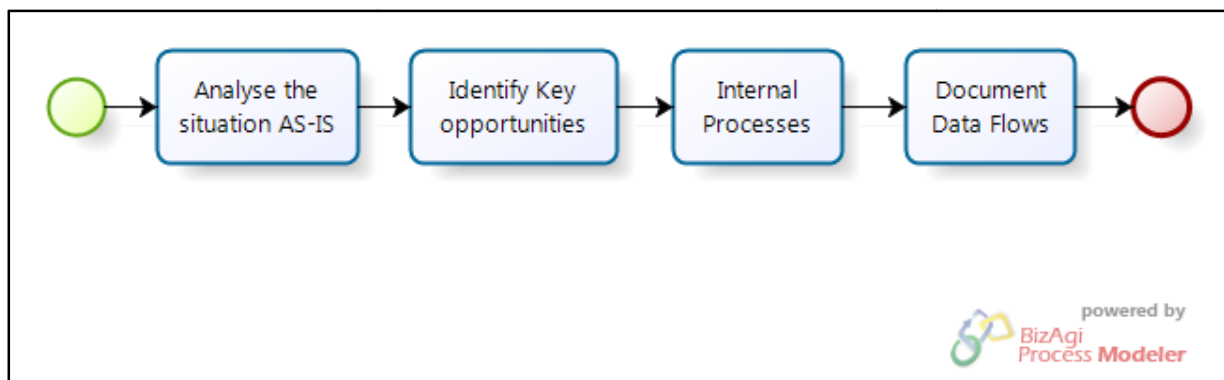 Analyse the
situation AS-IS
Identify Key
opportunities
Internal
Processes
Document
Data Flows
powered by
BizAgi
Process Modeler